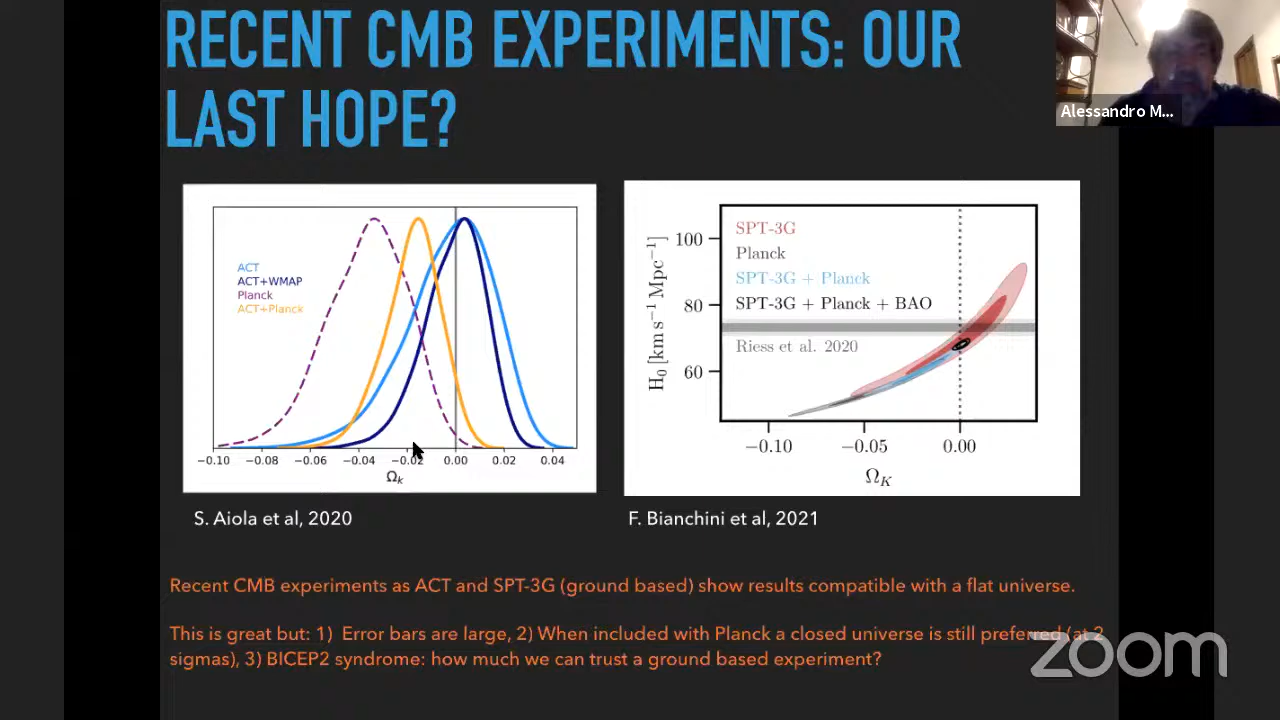 RECENT CMB EXPERIMENTS: OUR
LAST HOPE?
Alessandro M...
ACT
ACT+WMAP
Planck
ACT+Planck
−0.10 −0.08 −0.06 −0.04 −0.02 0.00 0.02 0.04
Ωk
SPT-3G
Planck
SPT-3G + Planck
SPT-3G + Planck + BAO
Riess et al. 2020
H0 [km s−1 Mpc−1]
100
80
60
−0.10 −0.05 0.00
ΩK
S. Aiola et al, 2020
F. Bianchini et al, 2021
Recent CMB experiments as ACT and SPT-3G (ground based) show results compatible with a flat universe.
This is great but: 1) Error bars are large, 2) When included with Planck a closed universe is still preferred (at 2
sigmas), 3) BICEP2 syndrome: how much we can trust a ground based experiment?
zoom